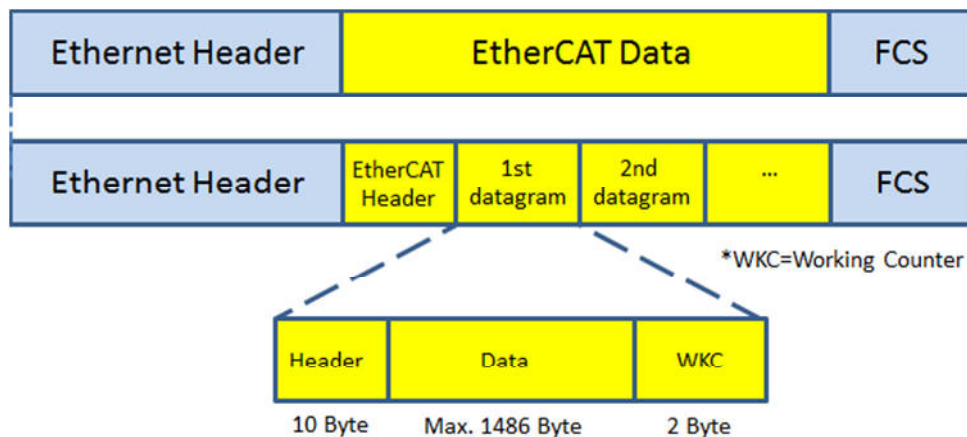 Ethernet Header EtherCAT Data FCS
Ethernet Header EtherCAT Header 1st datagram 2nd datagram ... FCS
*WKC=Working Counter
Header Data WKC
10 Byte Max. 1486 Byte 2 Byte